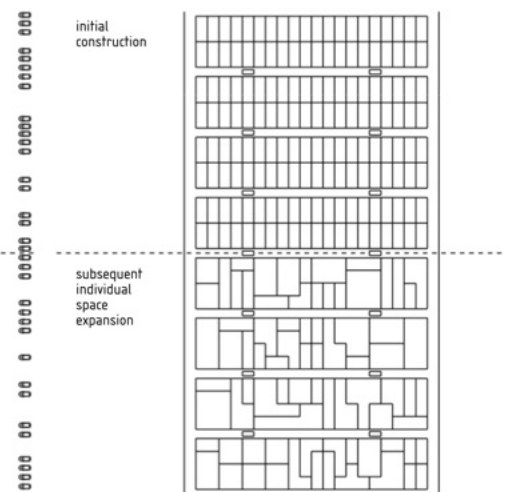 initial
construction
subsequent
individual
space
expansion